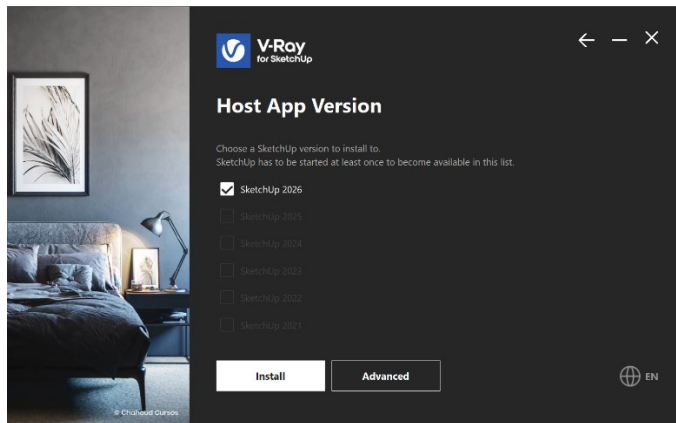 V-Ray
for SketchUp
Host App Version
Choose a SketchUp version to install to.
SketchUp has to be started at least once to become available in this list.
SketchUp 2026
SketchUp 2025
SketchUp 2024
SketchUp 2023
SketchUp 2022
SketchUp 2021
Install
Advanced
EN
© Chahoud Cursos